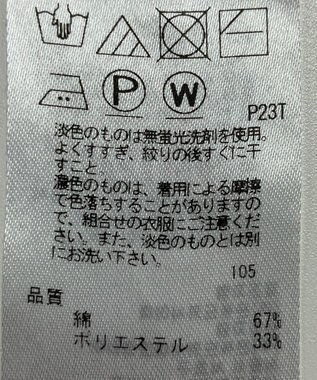 P
W
P23T
淡色のものは無蛍光洗剤を使用。
よくすすぎ、絞りの後すぐに干
すこと
濃色のものは、着用による摩擦
で色落ちすることがありますの
で、組合せの衣服にご注意くだ
さい。また、淡色のものとは別
にお洗い下さい。
105
品質
綿 67%
ポリエステル 33%